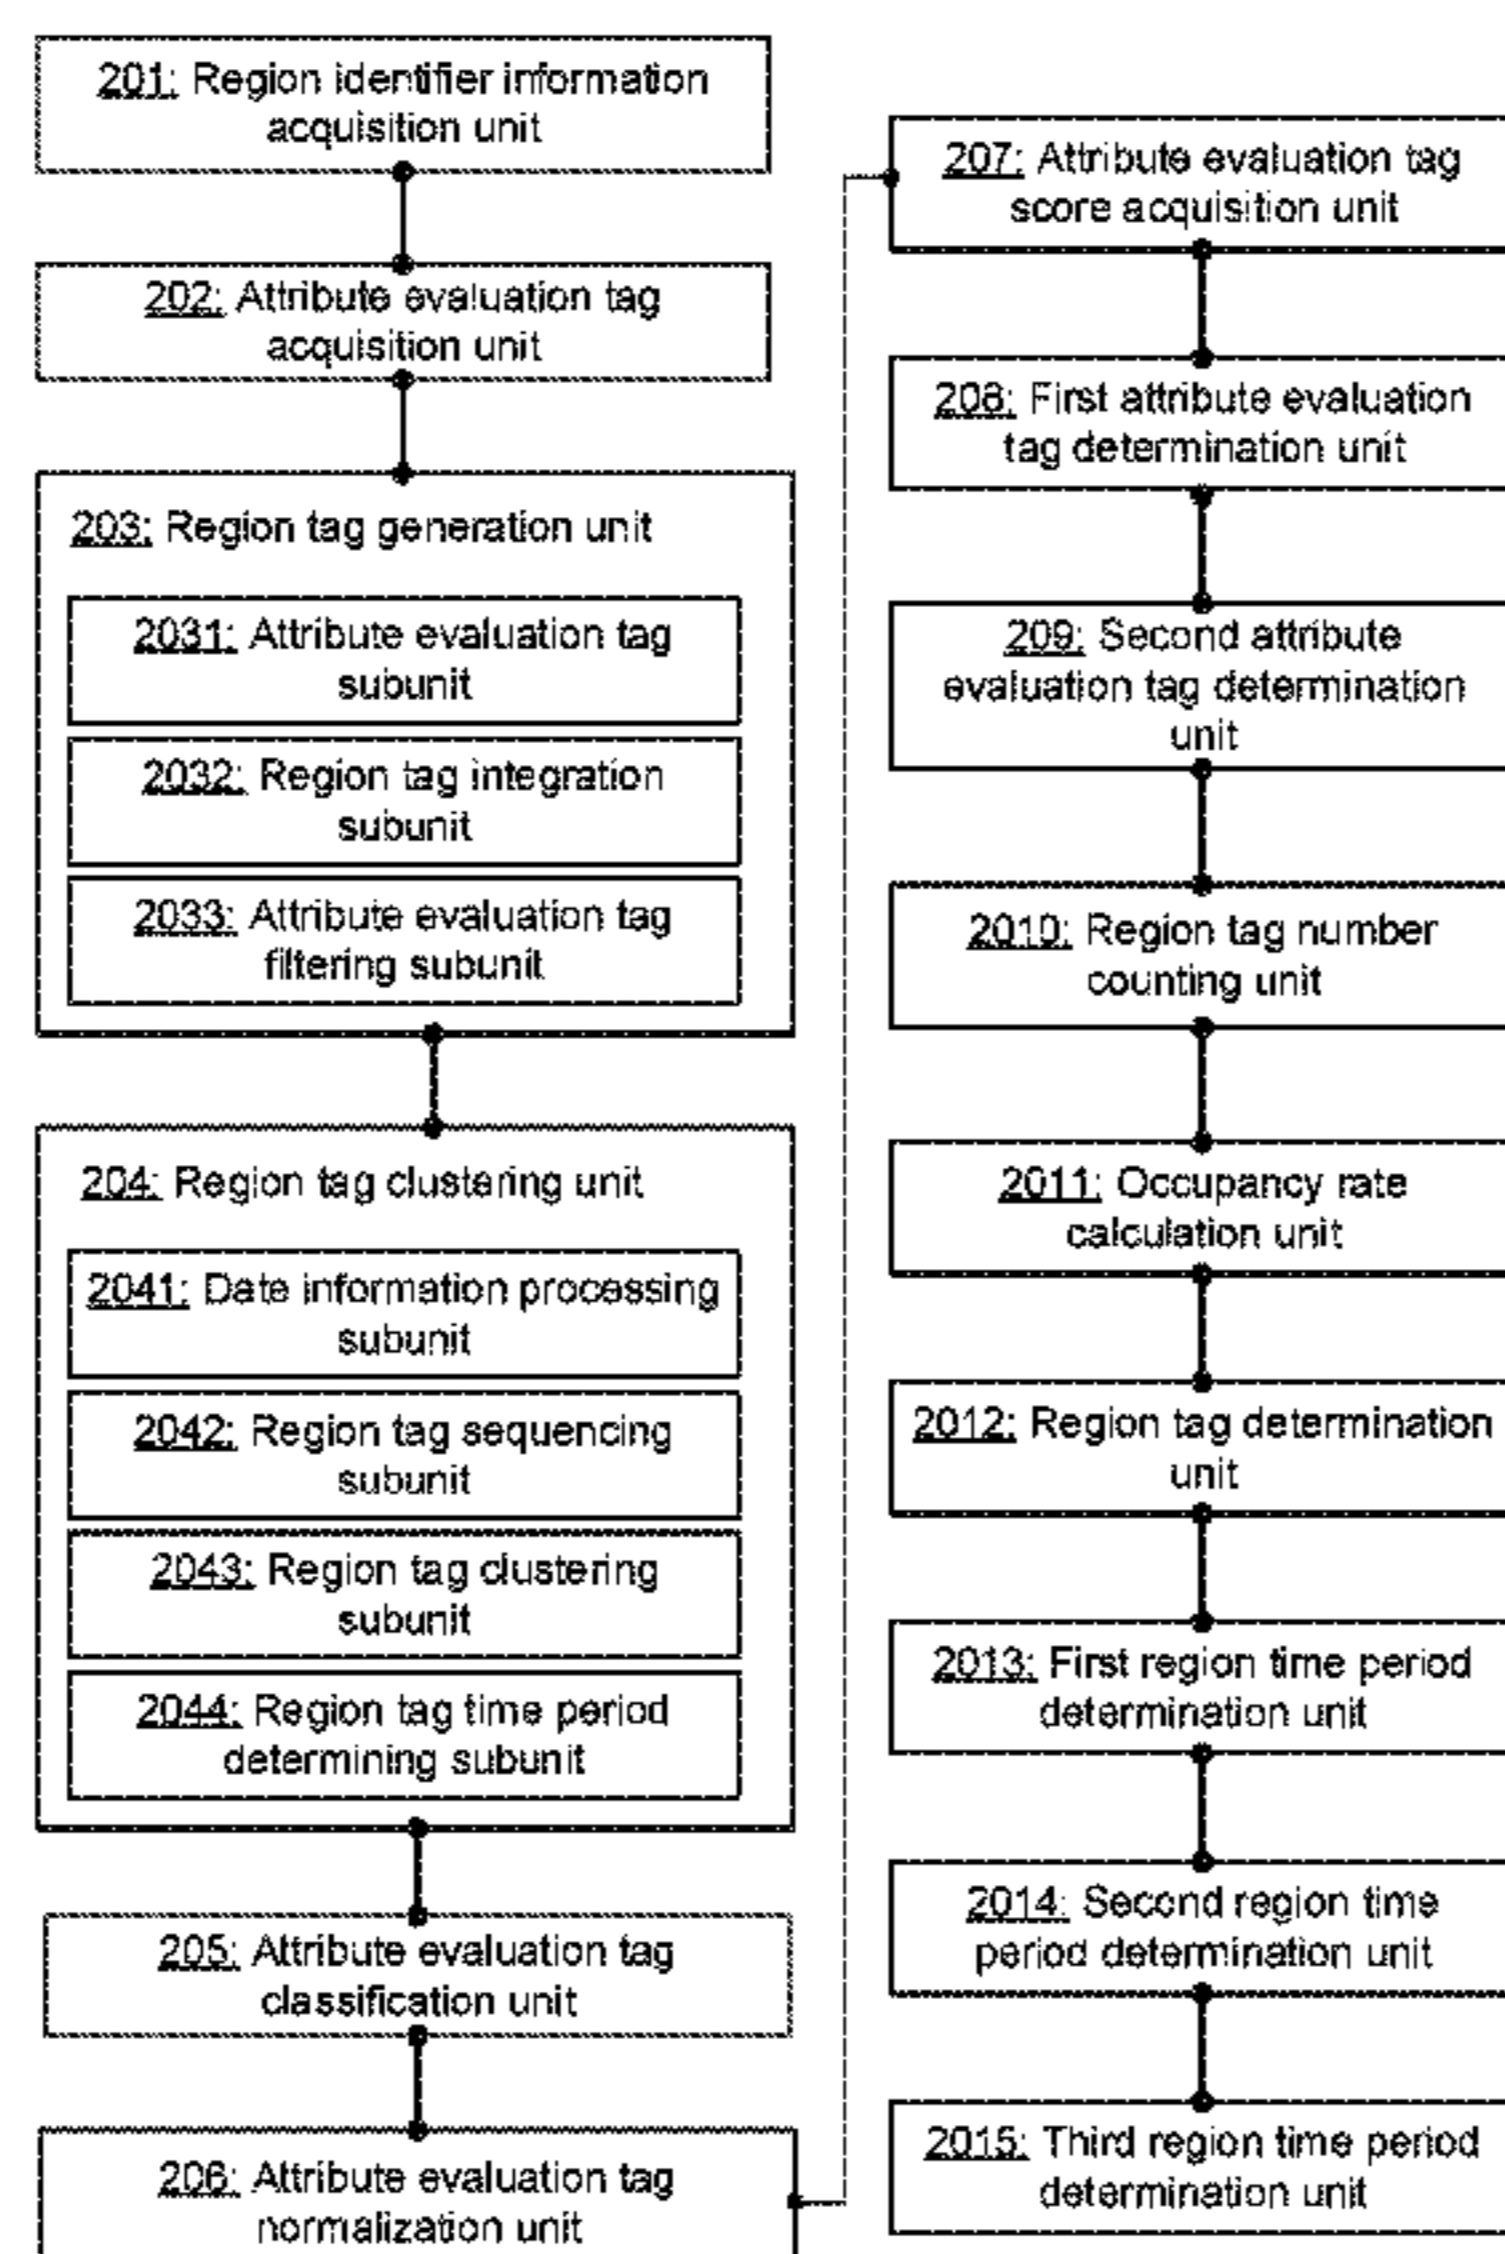 201: Region identifier information
acquisition unit
202: Attribute evaluation tag
acquisition unit
203: Region tag generation unit
2031: Attribute evaluation tag
subunit
2032: Region tag integration
subunit
2033: Attribute evaluation tag
filtering subunit
204: Region tag clustering unit
2041: Date information processing
subunit
2042: Region tag sequencing
subunit
2043: Region tag clustering
subunit
2044: Region tag time period
determining subunit
205: Attribute evaluation tag
classification unit
206: Attribute evaluation tag
normalization unit
207: Attribute evaluation tag
score acquisition unit
208: First attribute evaluation
tag determination unit
209: Second attribute
evaluation tag determination
unit
2010: Region tag number
counting unit
2011: Occupancy rate
calculation unit
2012: Region tag determination
unit
2013: First region time period
determination unit
2014: Second region time
period determination unit
2015: Third region time period
determination unit